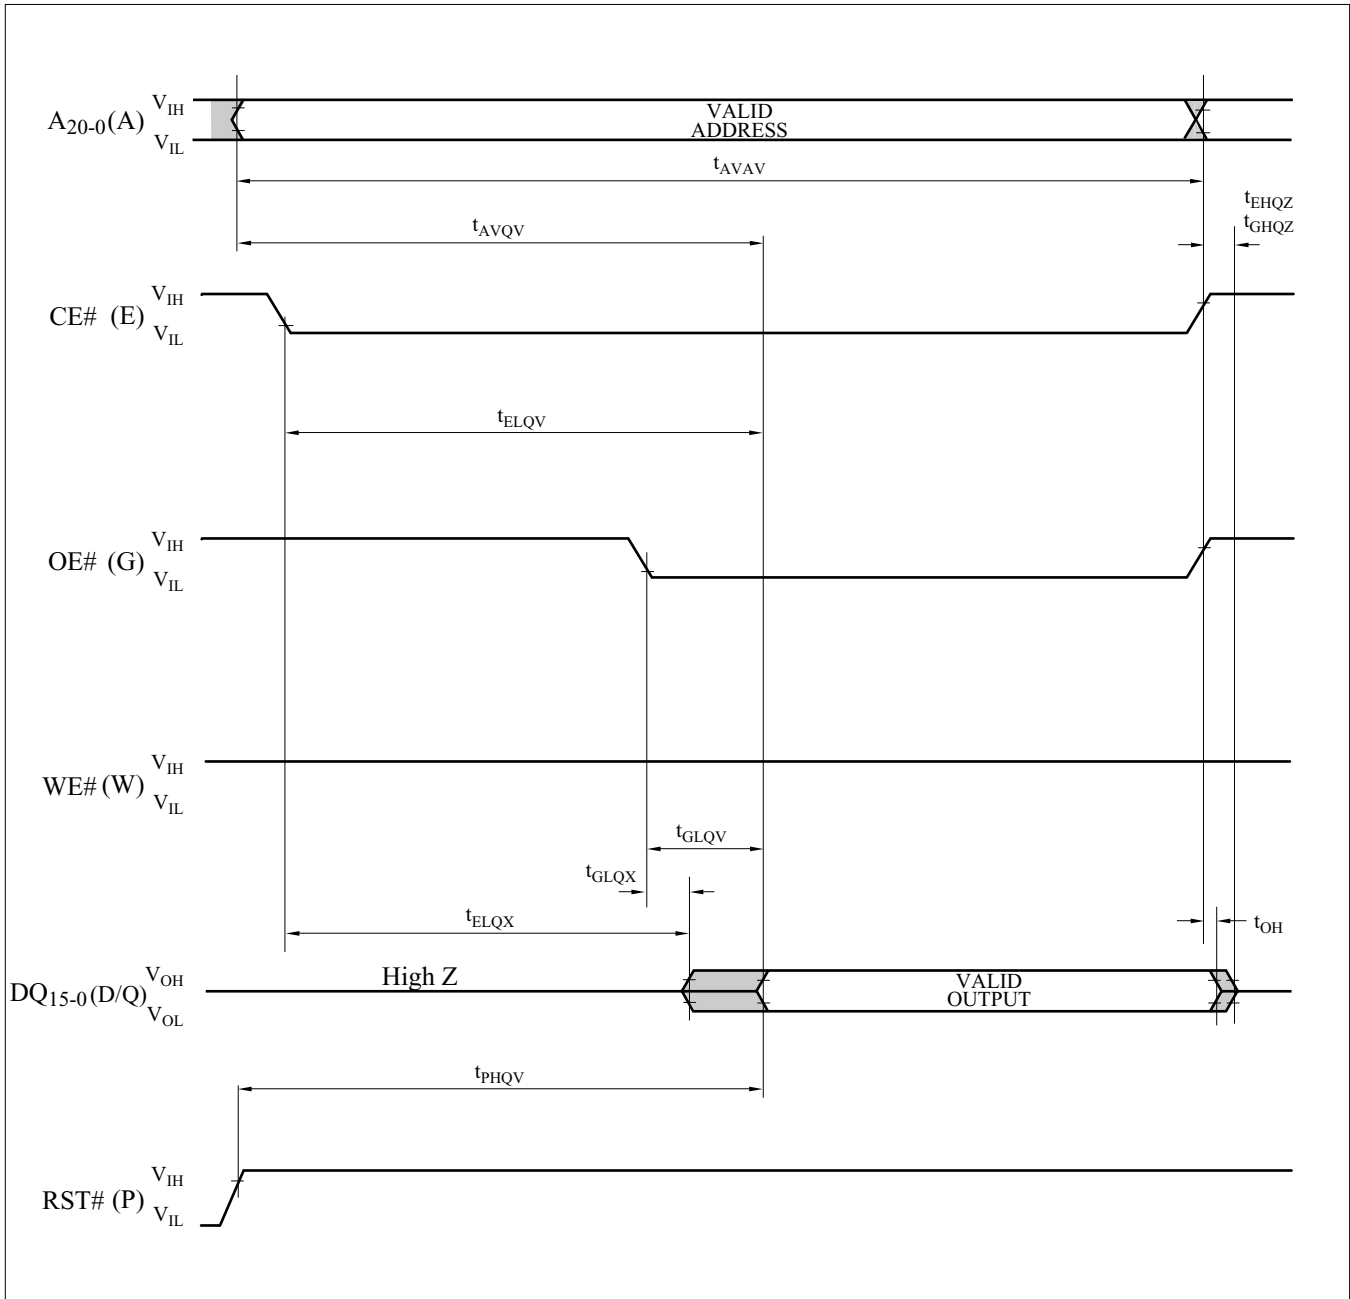 A20-0 (A) VIH
VIL
VALID
ADDRESS
tAVAV
tEHQZ
tGHQZ
tAVQV
CE# (E) VIH
VIL
tELQV
OE# (G) VIH
VIL
WE# (W) VIH
VIL
tGLQV
tGLQX
tELQX
tOH
DQ15-0 (D/Q) VOH
VOL
High Z
VALID
OUTPUT
tPHQV
RST# (P) VIH
VIL